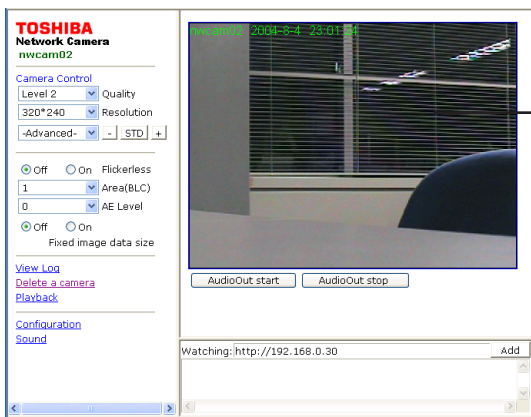 TOSHIBA
Network Camera
nwcam02
Camera Control
Level 2 Quality
320*240 Resolution
-Advanced- - STD +
Off On Flickerless
1 Area(BLC)
0 AE Level
Off On
Fixed image data size
View Log
Delete a camera
Playback
Configuration
Sound
nwcam02 2004-8-4 23:01:54
AudioOut start AudioOut stop
Watching: http://192.168.0.30 Add